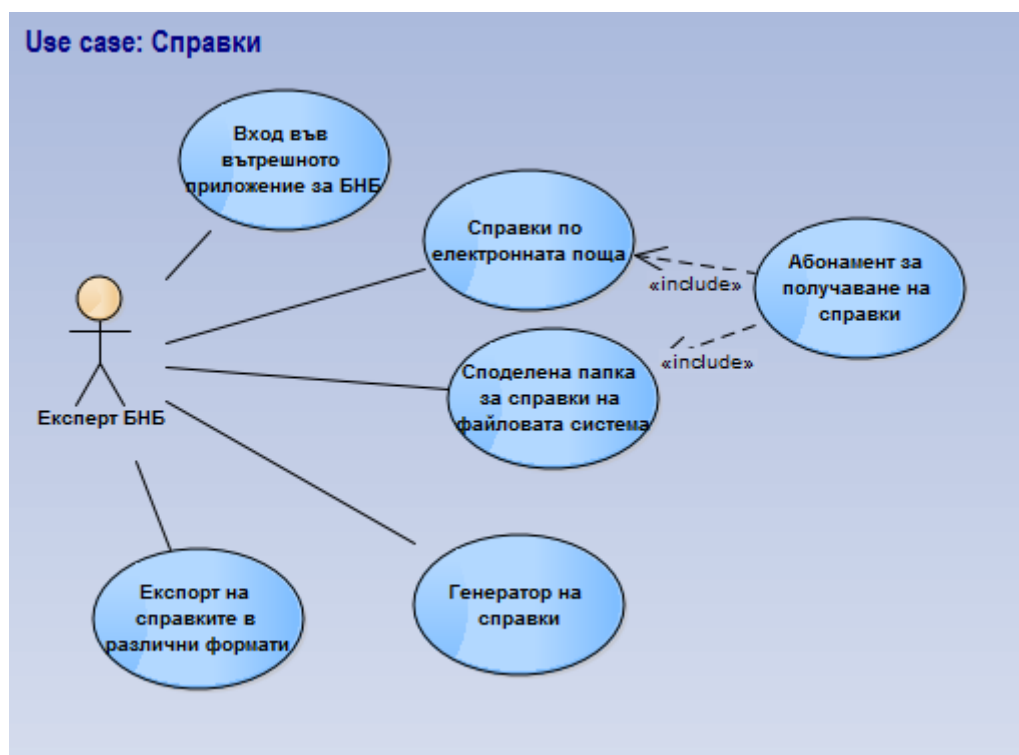 Use case: Справки
Вход във
вътрешното
приложение за БНБ
Справки по
електронната поща
«include»
Абонамент за
получаване на
справки
«include»
Споделена папка
за справки на
файловата система
Експерт БНБ
Експорт на
справките в
различни формати
Генератор на
справки